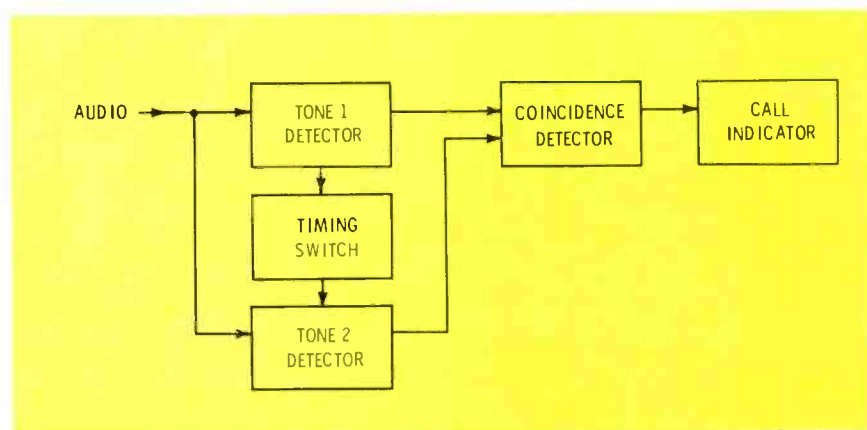 AUDIO
TONE 1
DETECTOR
COINCIDENCE
DETECTOR
CALL
INDICATOR
TIMING
SWITCH
TONE 2
DETECTOR